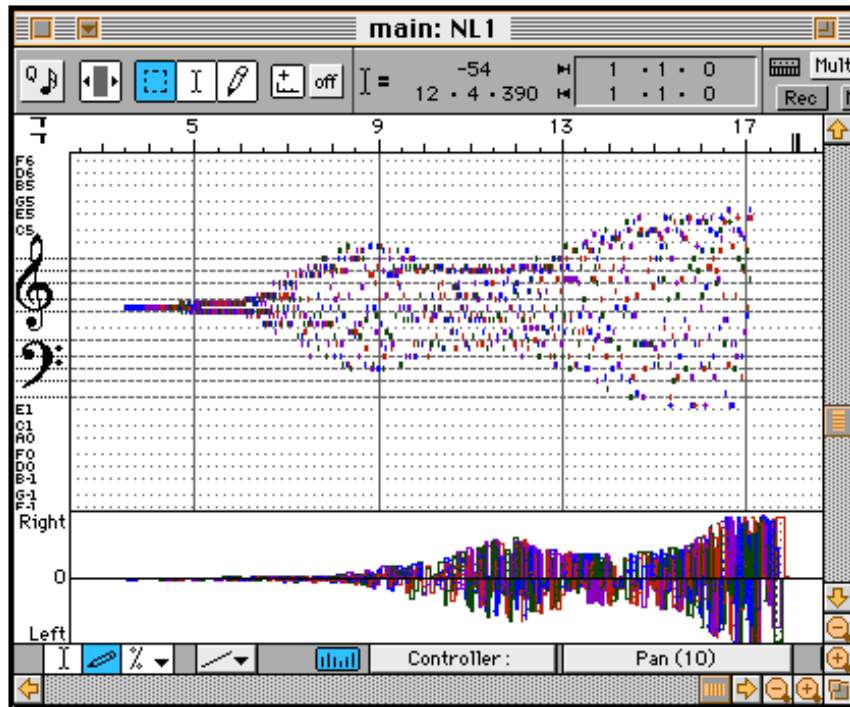 main: NL1
Q off -54 1 · 1 · 0 Mult
12 · 4 · 390 1 · 1 · 0 Rec
5 9 13 17
F6
D6
B5
G5
E5
C5
E1
C1
A0
F0
D0
B-1
G-1
F-1
Right
0
Left
% Controller : Pan (10)